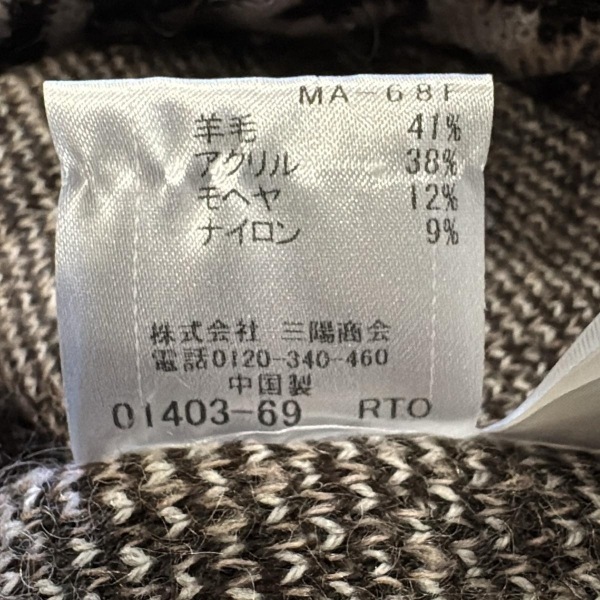 MA-68F
羊毛 41%
アクリル 38%
モヘヤ 12%
ナイロン 9%
株式会社 三陽商会
電話0120-340-460
中国製
01403-69 RTO